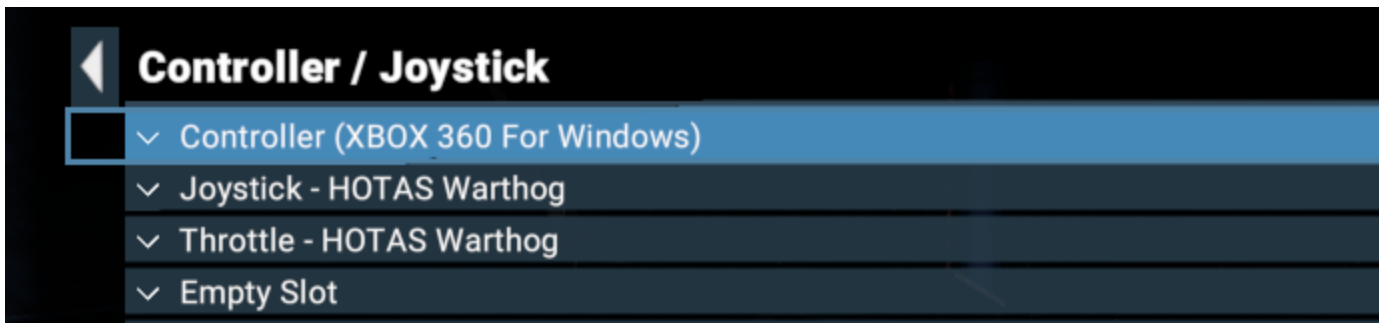 Controller / Joystick
Controller (XBOX 360 For Windows)
Joystick - HOTAS Warthog
Throttle - HOTAS Warthog
Empty Slot